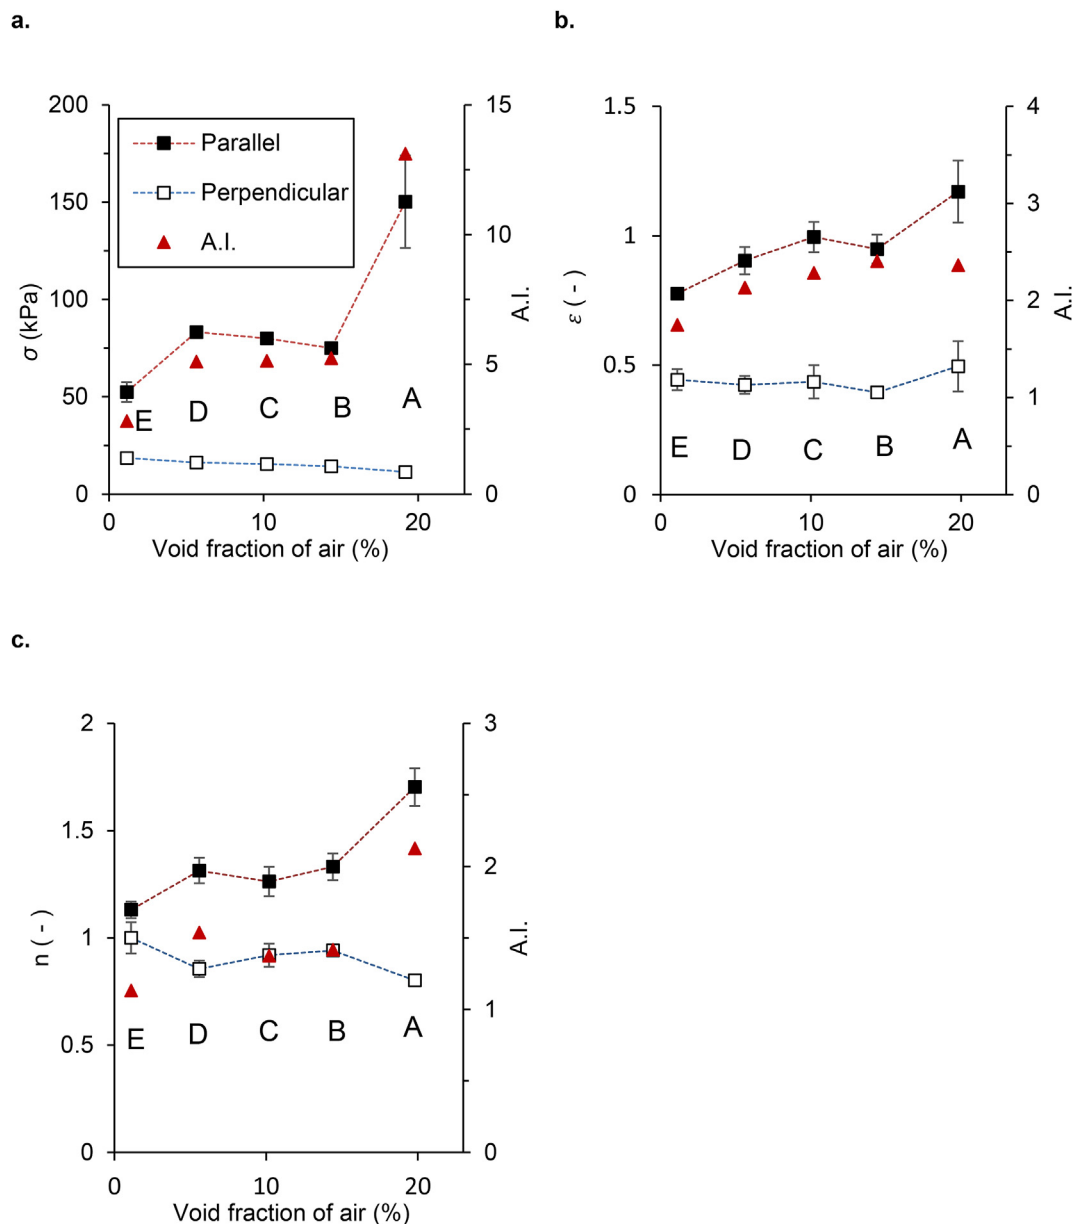 a.
200
150
100
50
0
σ (kPa)
Parallel
Perpendicular
A.I.
15
10
5
0
A.I.
E
D
C
B
A
0
10
20
Void fraction of air (%)
b.
1.5
1
0.5
0
ε ( - )
4
3
2
1
0
A.I.
E
D
C
B
A
0
10
20
Void fraction of air (%)
c.
2
1.5
1
0.5
0
n ( - )
3
2
1
0
A.I.
E
D
C
B
A
0
10
20
Void fraction of air (%)